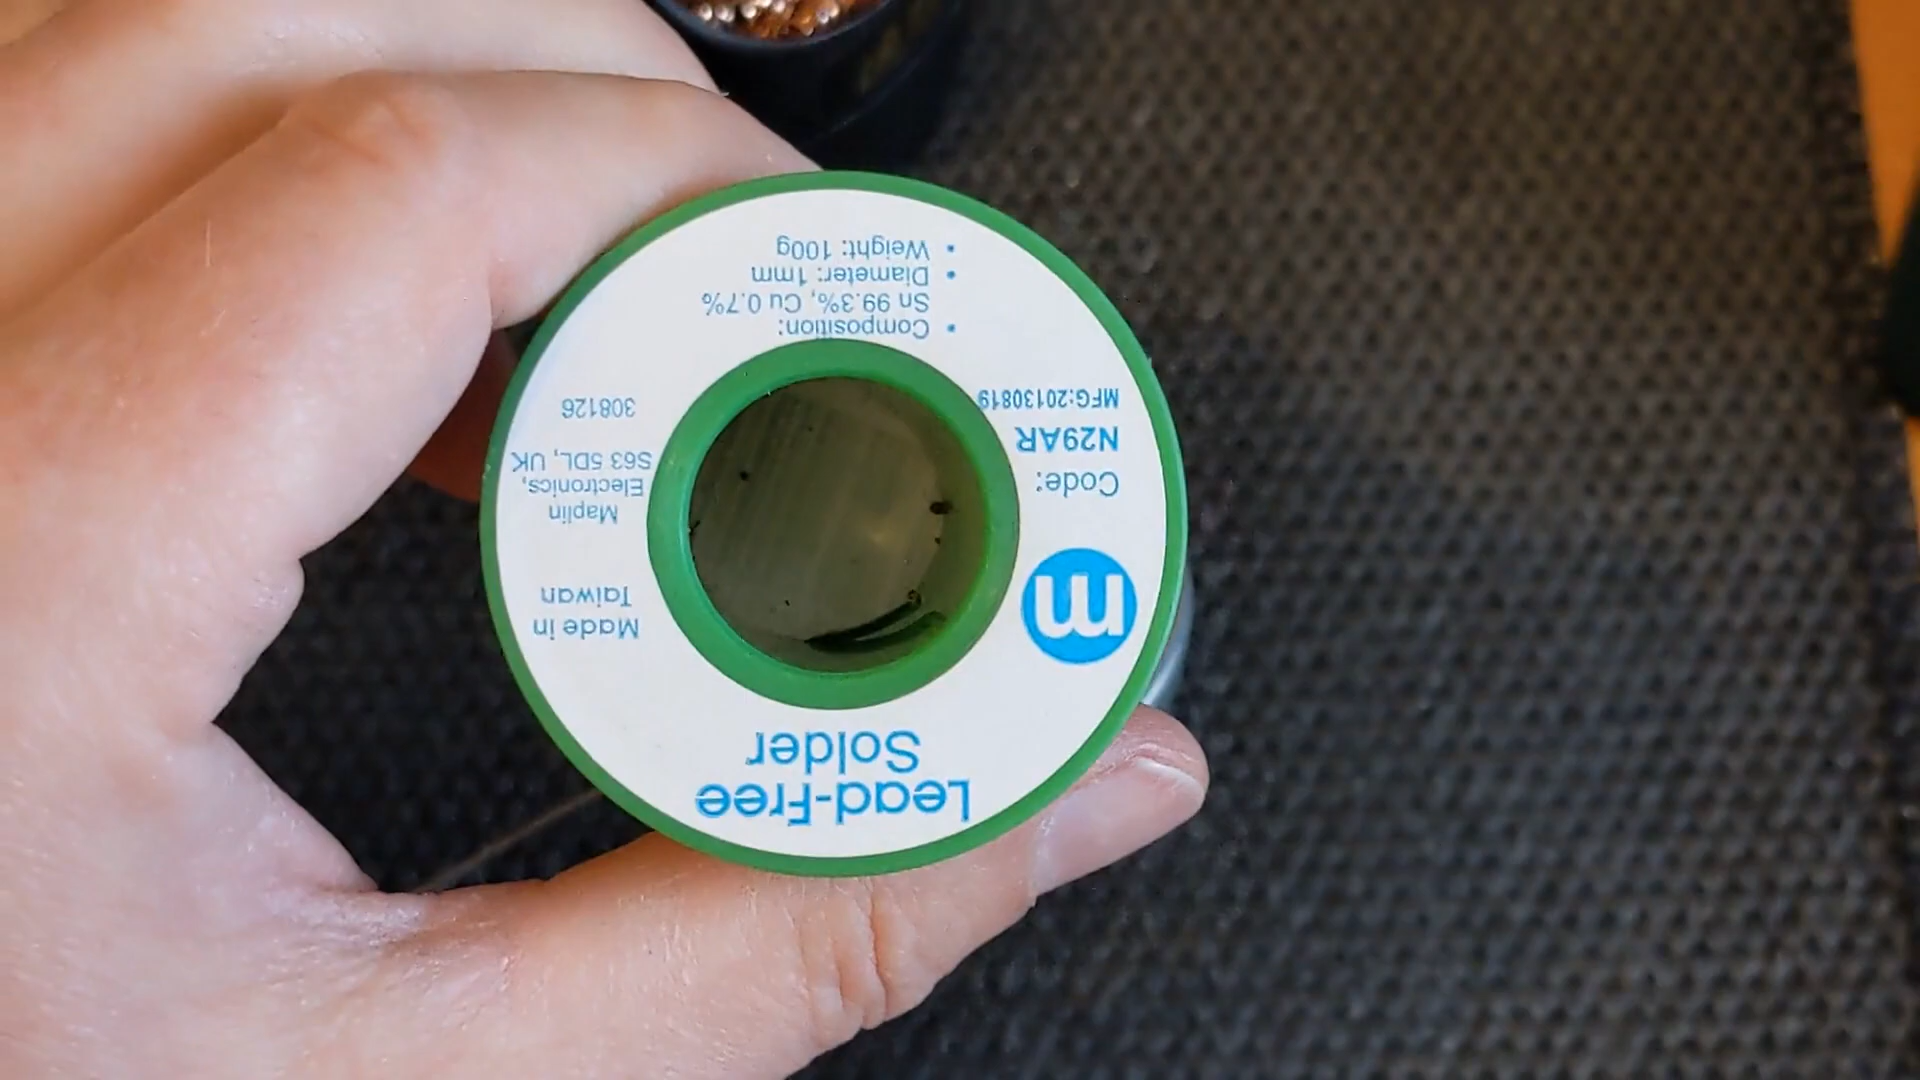 Lead-Free
Solder
m
Code:
N29AR
MFG:20130819
Made in
Taiwan
Maplin
Electronics,
S63 5DL, UK
308126
• Composition:
Sn 99.3%, Cu 0.7%
• Diameter: 1mm
• Weight: 100g